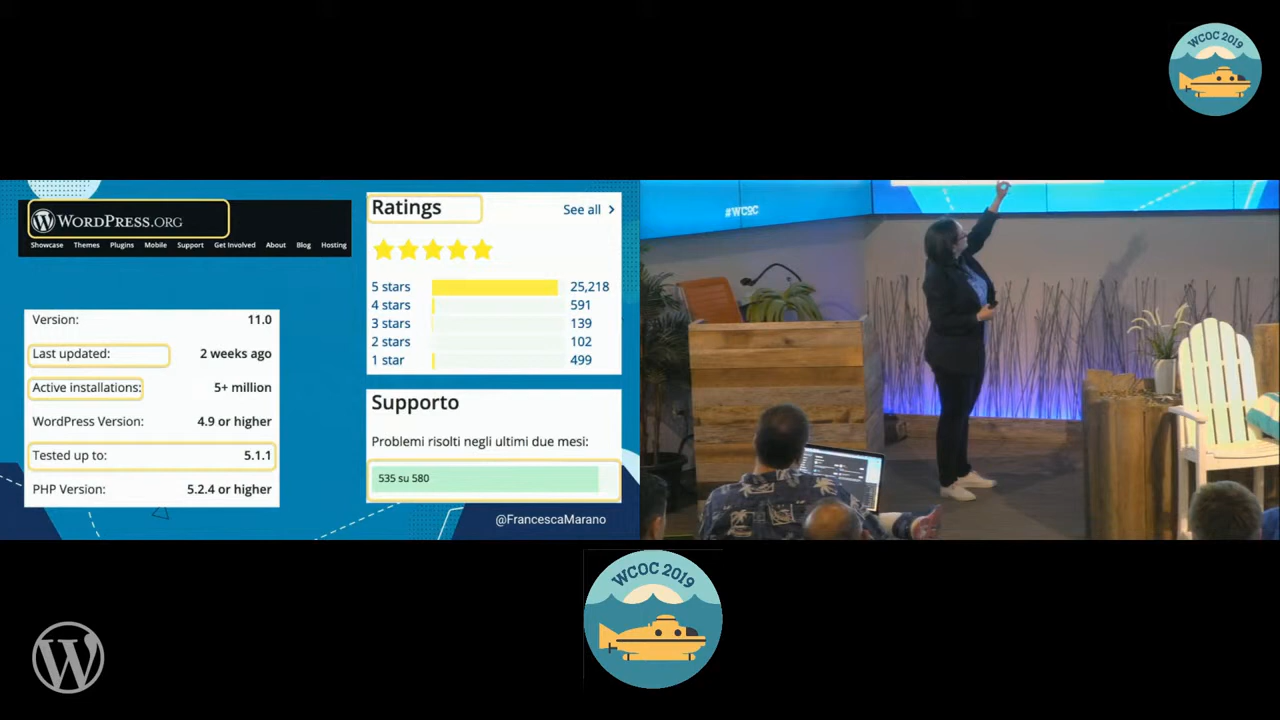 WCOC 2019
WORDPRESS.ORG
Showcase Themes Plugins Mobile Support Get Involved About Blog Hosting
Version: 11.0
Last updated: 2 weeks ago
Active installations: 5+ million
WordPress Version: 4.9 or higher
Tested up to: 5.1.1
PHP Version: 5.2.4 or higher
Ratings See all
5 stars 25,218
4 stars 591
3 stars 139
2 stars 102
1 star 499
Supporto
Problemi risolti negli ultimi due mesi:
535 su 580
@FrancescaMarano
#WCOC
WCOC 2019